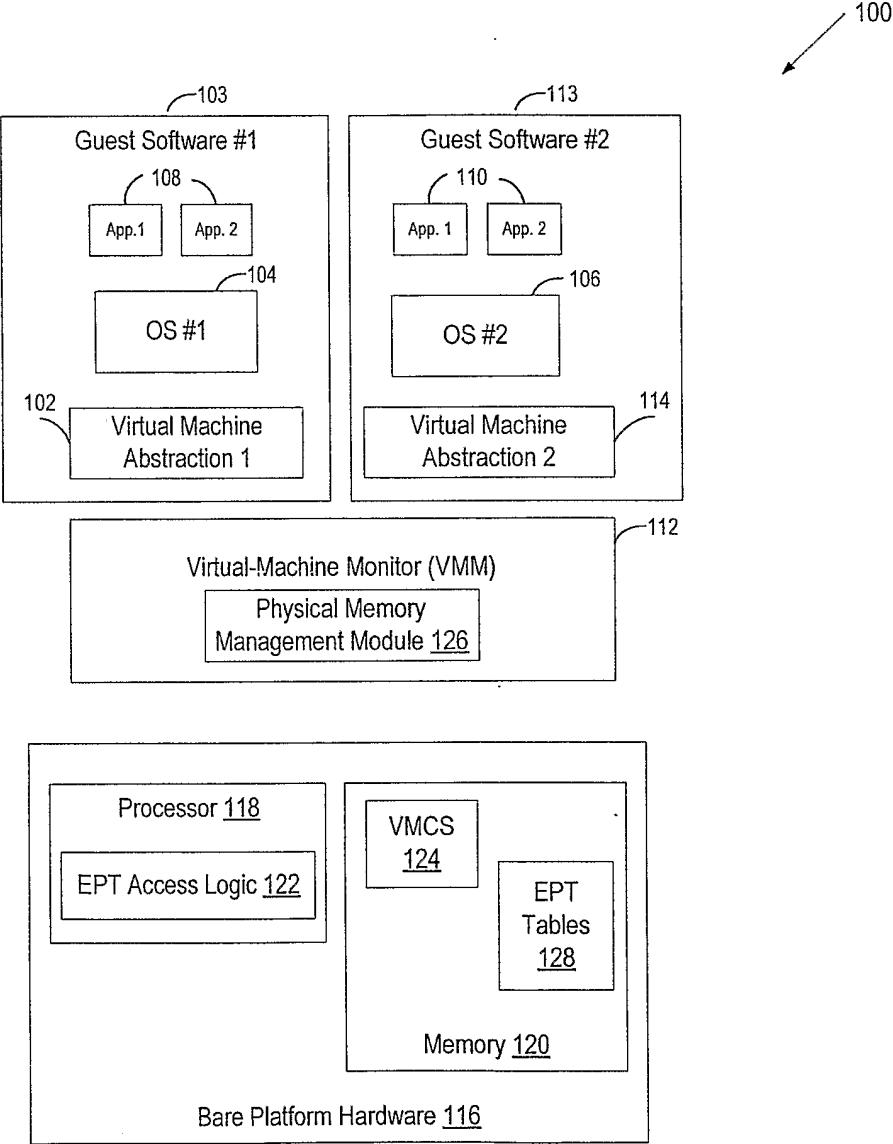 100
103
113
Guest Software #1
Guest Software #2
108
110
App.1
App. 2
App. 1
App. 2
104
106
OS #1
OS #2
102
114
Virtual Machine
Abstraction 1
Virtual Machine
Abstraction 2
112
Virtual-Machine Monitor (VMM)
Physical Memory
Management Module 126
Processor 118
EPT Access Logic 122
VMCS
124
EPT
Tables
128
Memory 120
Bare Platform Hardware 116